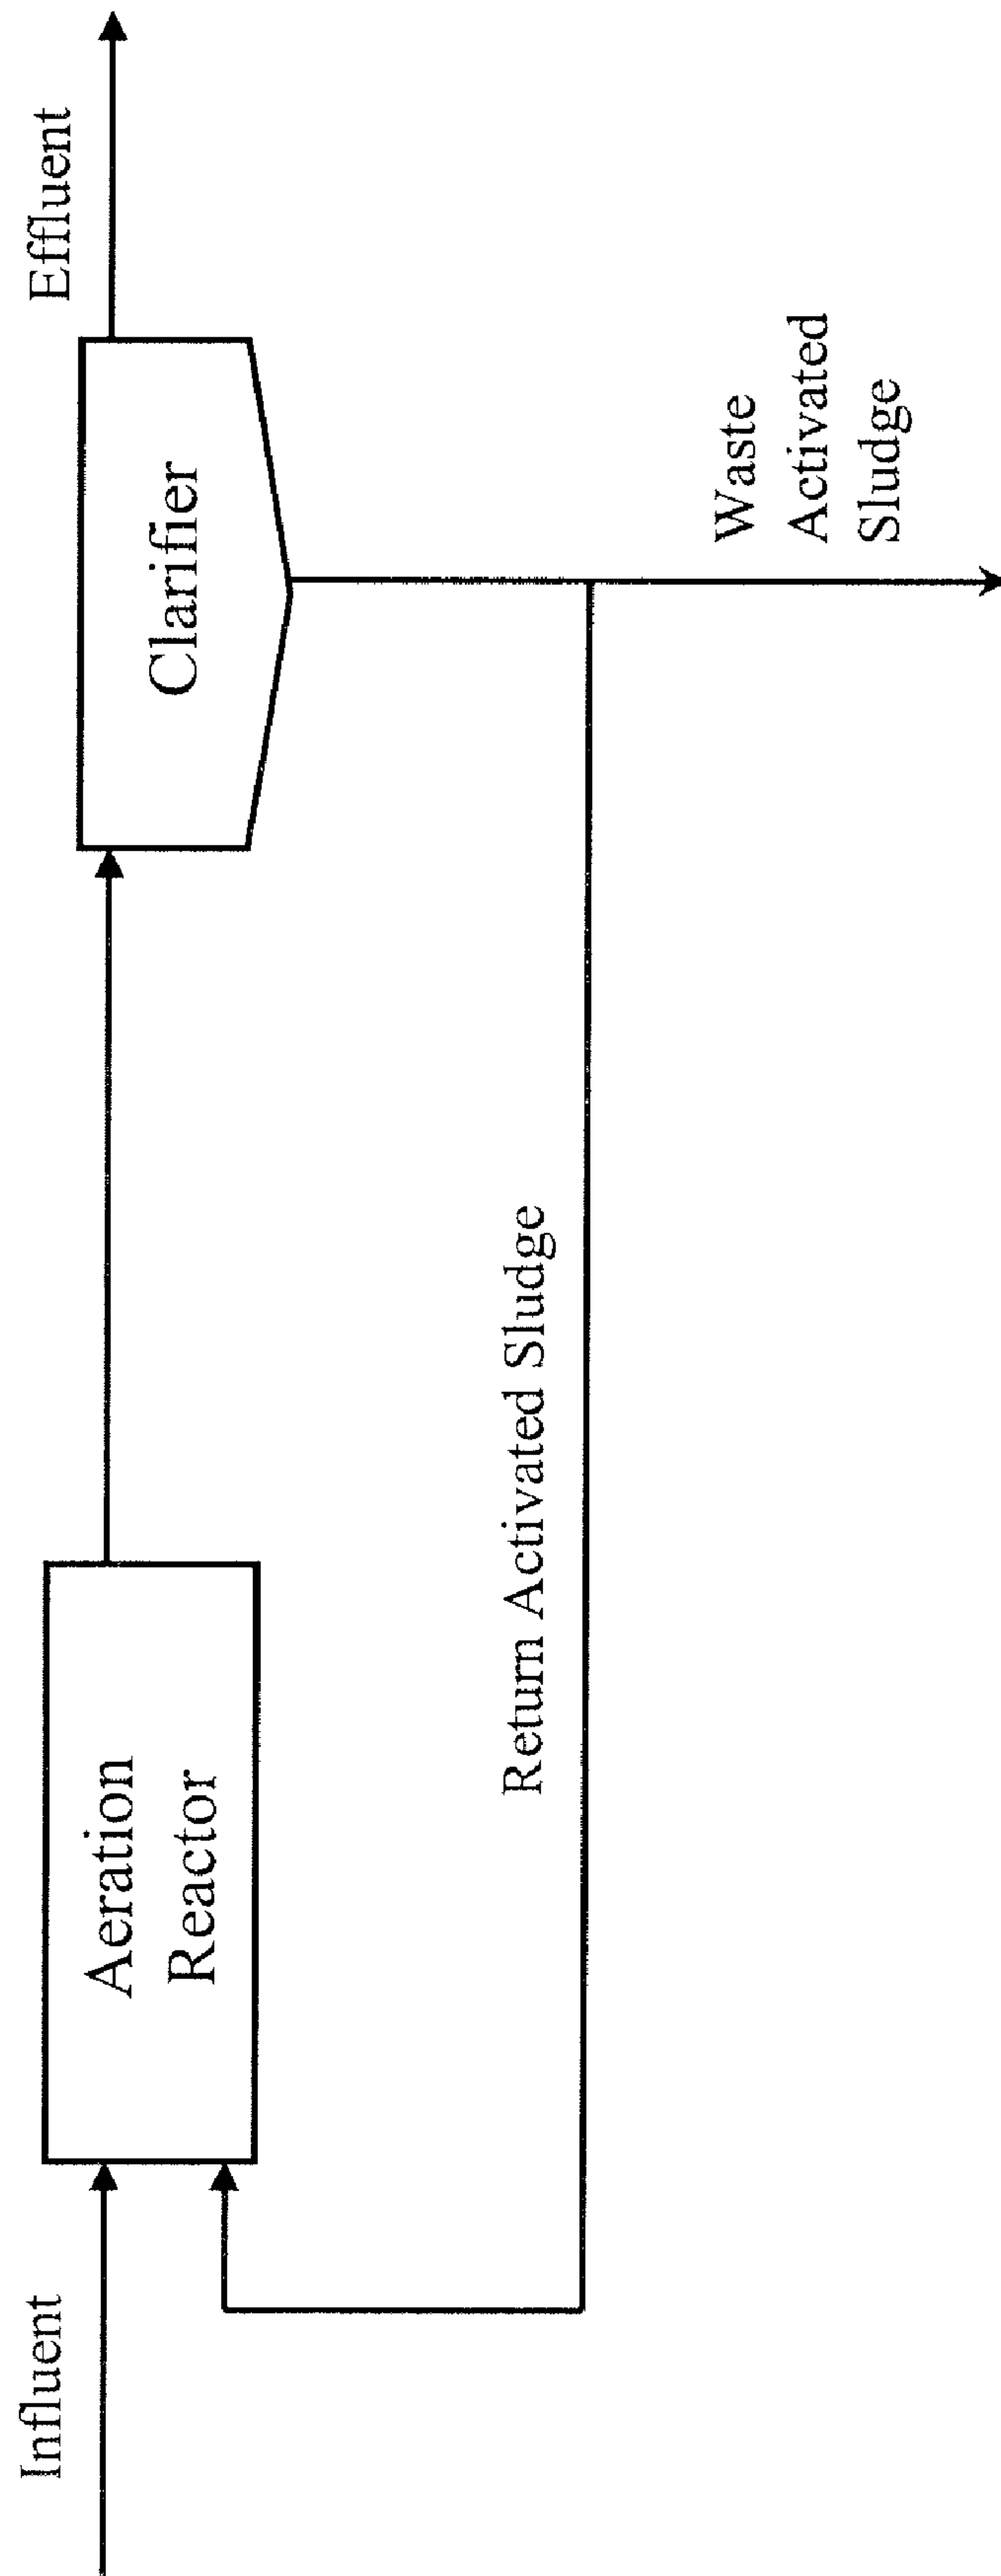 Influent
Aeration
Reactor
Clarifier
Effluent
Return Activated Sludge
Waste
Activated
Sludge